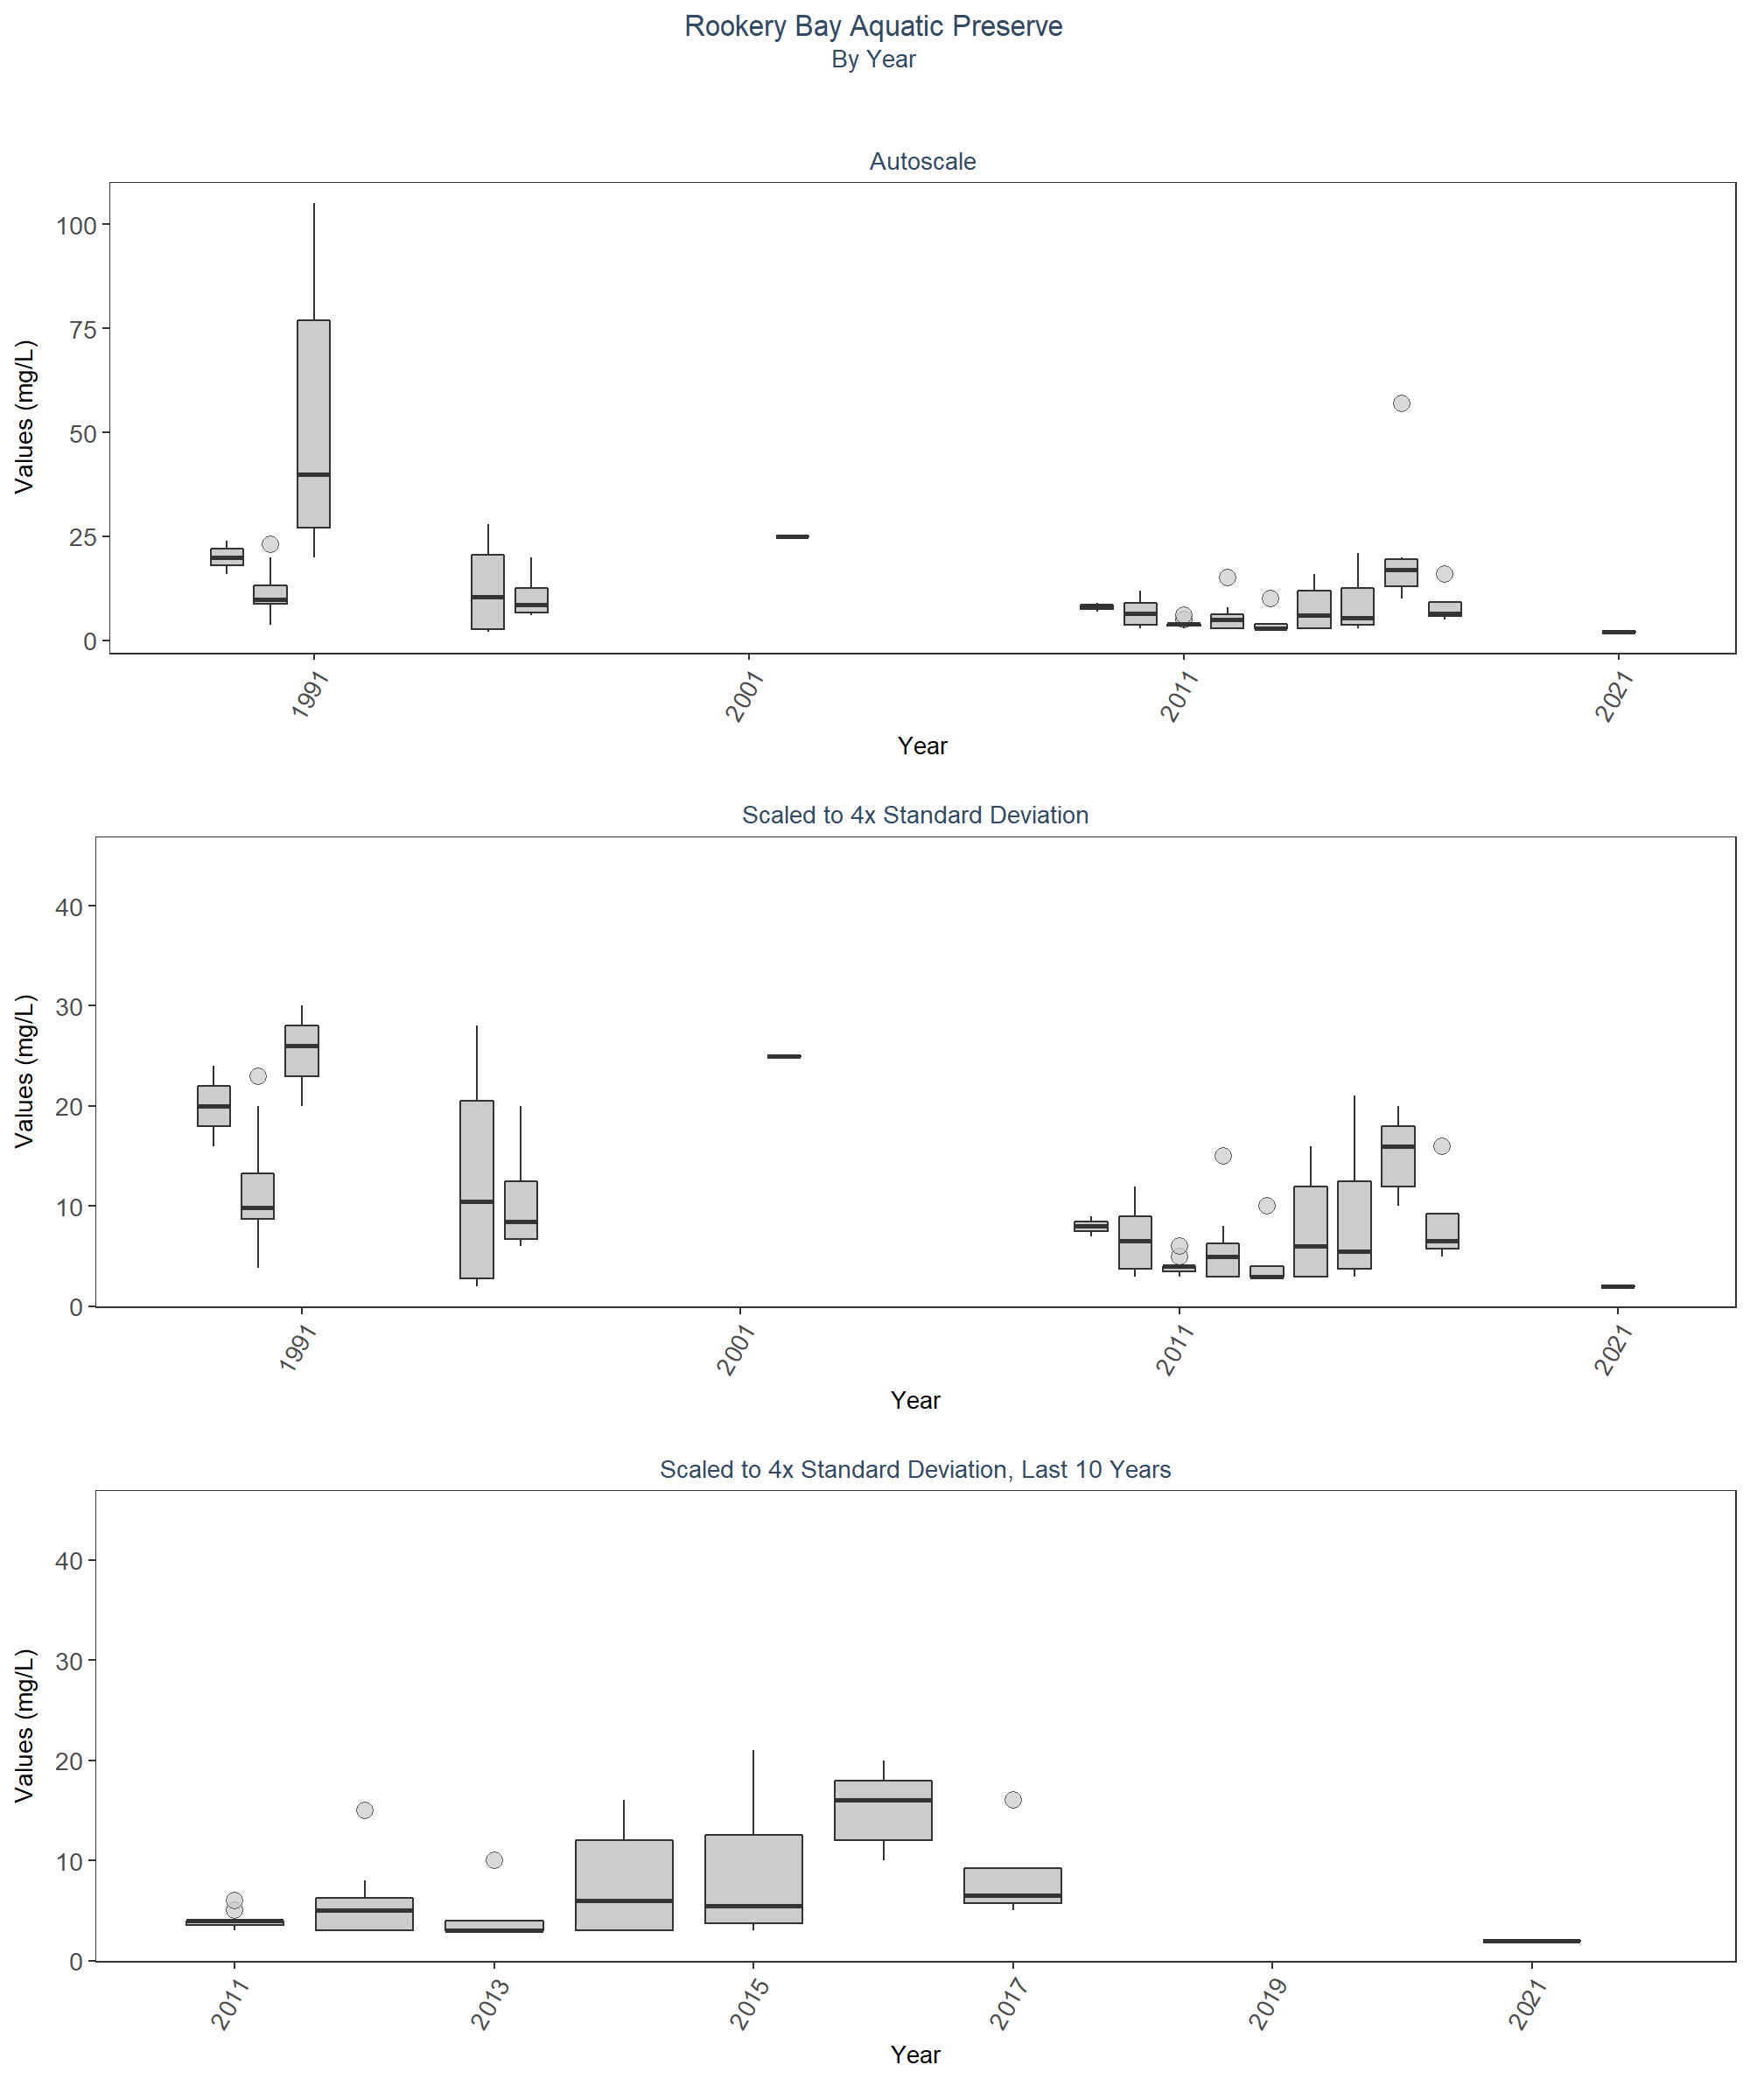 Rookery Bay Aquatic Preserve
By Year
Autoscale
Values (mg/L)
100
75
50
25
0
1991
2001
2011
2021
Year
Scaled to 4x Standard Deviation
Values (mg/L)
40
30
20
10
0
1991
2001
2011
2021
Year
Scaled to 4x Standard Deviation, Last 10 Years
Values (mg/L)
40
30
20
10
0
2011
2013
2015
2017
2019
2021
Year